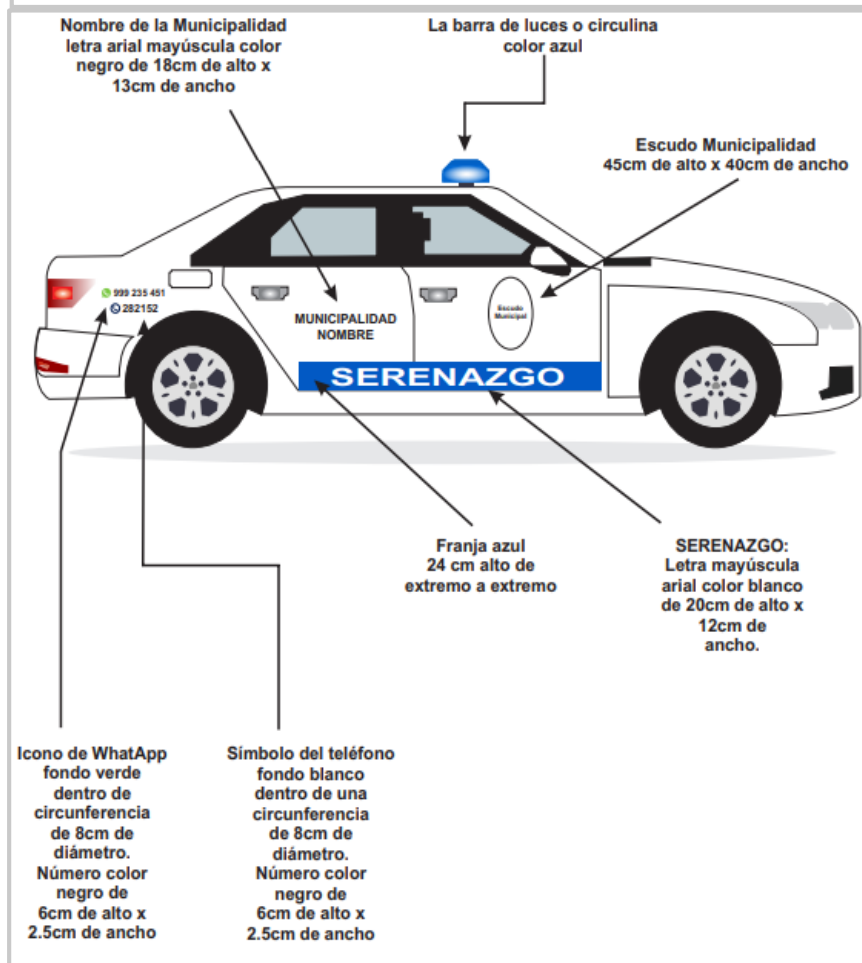 Nombre de la Municipalidad
letra arial mayúscula color
negro de 18cm de alto x
13cm de ancho
La barra de luces o circulina
color azul
Escudo Municipalidad
45cm de alto x 40cm de ancho
999 235 451
282152
MUNICIPALIDAD
NOMBRE
Escudo
Municipal
SERENAZGO
Franja azul
24 cm alto de
extremo a extremo
SERENAZGO:
Letra mayúscula
arial color blanco
de 20cm de alto x
12cm de
ancho.
Icono de WhatApp
fondo verde
dentro de
circunferencia
de 8cm de
diámetro.
Número color
negro de
6cm de alto x
2.5cm de ancho
Símbolo del teléfono
fondo blanco
dentro de una
circunferencia
de 8cm de
diámetro.
Número color
negro de
6cm de alto x
2.5cm de ancho